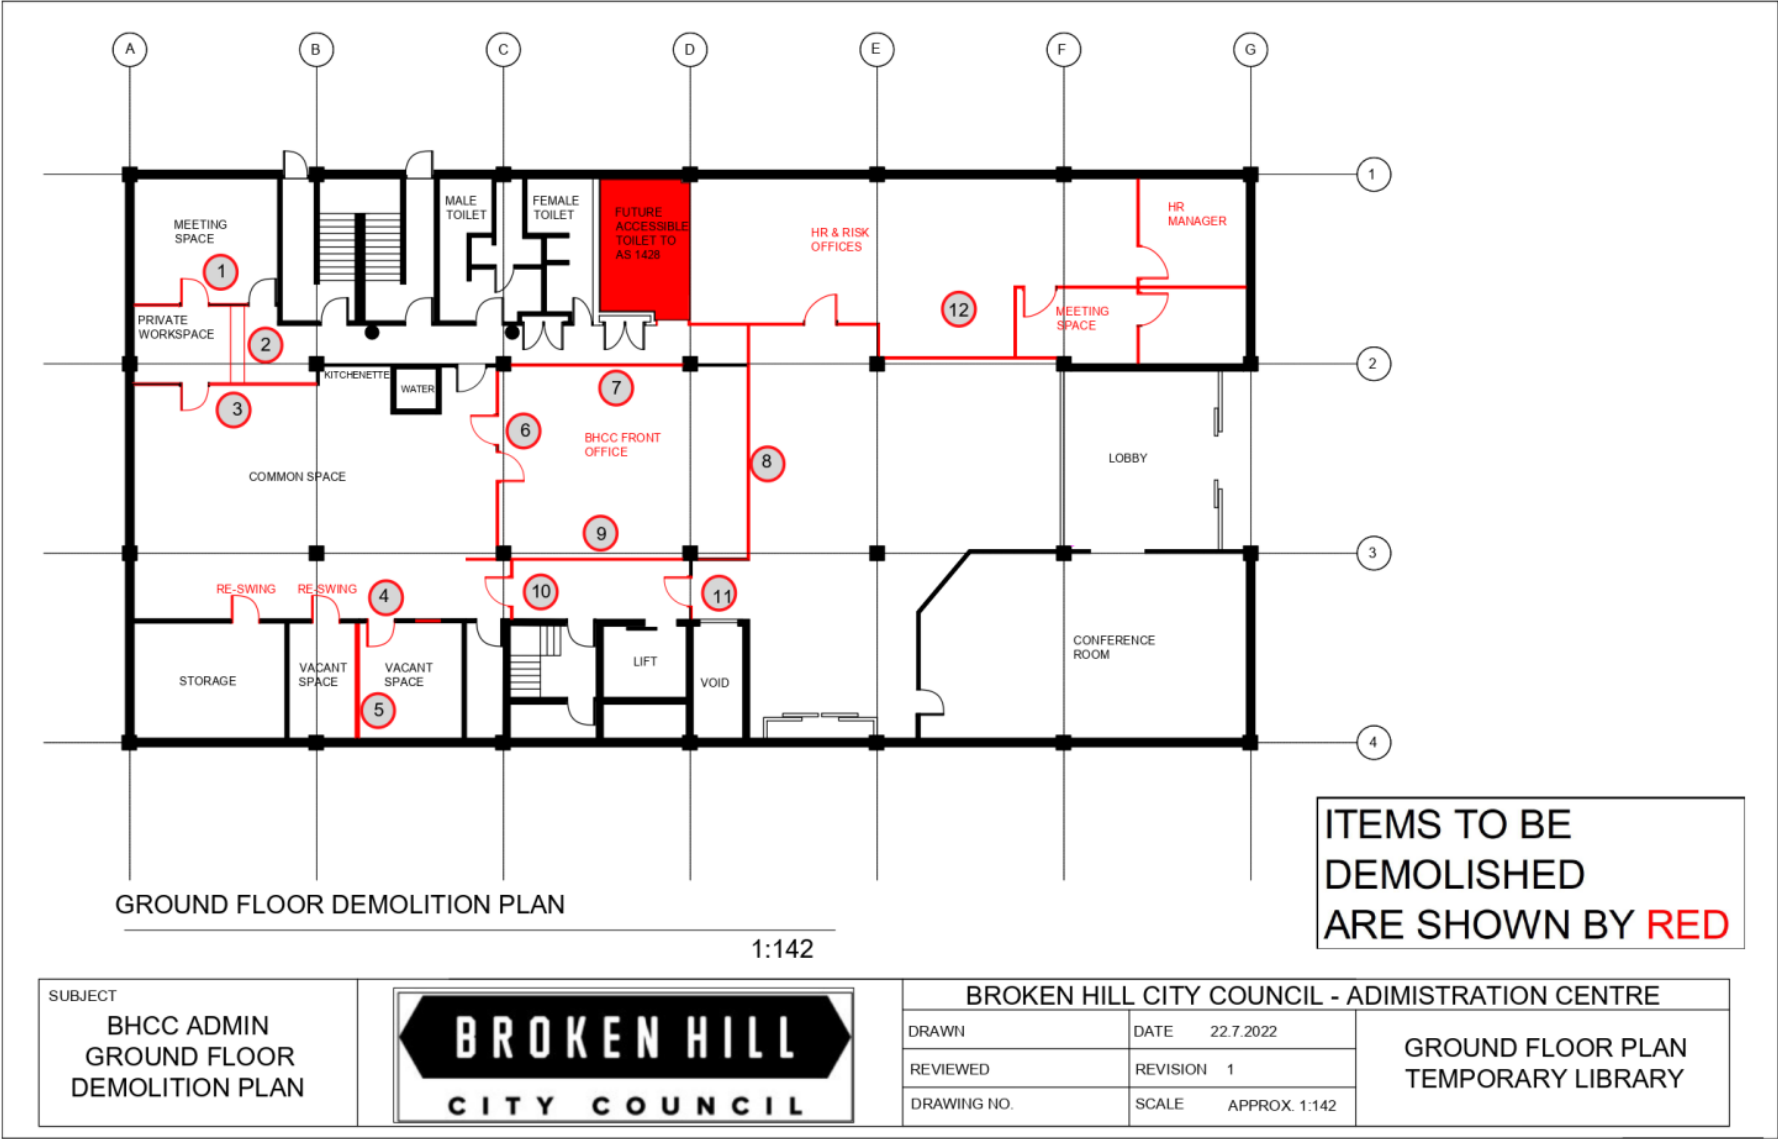 A
B
C
D
E
F
G
1
MALE
TOILET
FEMALE
TOILET
FUTURE
ACCESSIBLE
TOILET TO
AS 1428
HR
MANAGER
MEETING
SPACE
HR & RISK
OFFICES
1
12
MEETING
SPACE
PRIVATE
WORKSPACE
2
2
KITCHENETTE
WATER
7
3
6
BHCC FRONT
OFFICE
8
LOBBY
COMMON SPACE
9
3
RE-SWING
RE-SWING
4
10
11
CONFERENCE
ROOM
STORAGE
VACANT
SPACE
VACANT
SPACE
LIFT
VOID
5
4
ITEMS TO BE
DEMOLISHED
ARE SHOWN BY RED
GROUND FLOOR DEMOLITION PLAN
1:142
SUBJECT
BHCC ADMIN
GROUND FLOOR
DEMOLITION PLAN
BROKEN HILL
CITY COUNCIL
BROKEN HILL CITY COUNCIL - ADIMISTRATION CENTRE
DRAWN
DATE 22.7.2022
REVIEWED
REVISION 1
DRAWING NO.
SCALE APPROX. 1:142
GROUND FLOOR PLAN
TEMPORARY LIBRARY